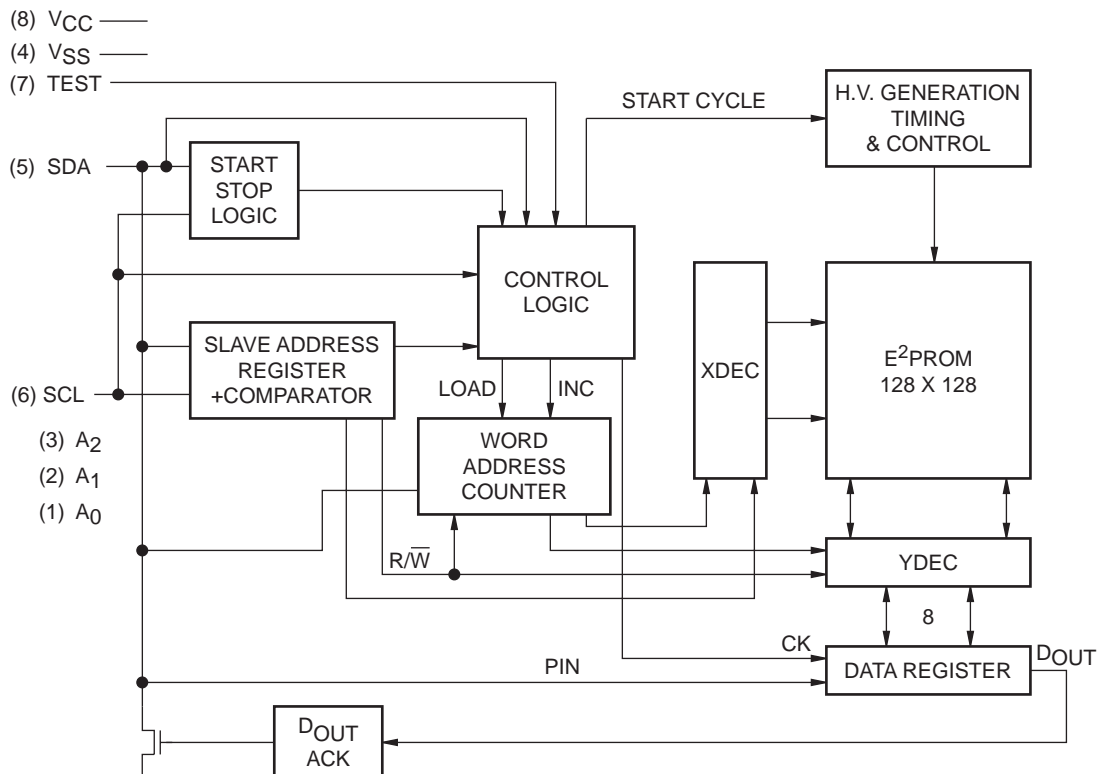 (8) VCC
(4) VSS
(7) TEST
START CYCLE
H.V. GENERATION
TIMING
& CONTROL
(5) SDA
START
STOP
LOGIC
CONTROL
LOGIC
SLAVE ADDRESS
REGISTER
+COMPARATOR
XDEC
E²PROM
128 X 128
(6) SCL
LOAD
INC
(3) A2
(2) A1
(1) A0
WORD
ADDRESS
COUNTER
R/W̅
YDEC
8
CK
PIN
DATA REGISTER
DOUT
DOUT
ACK